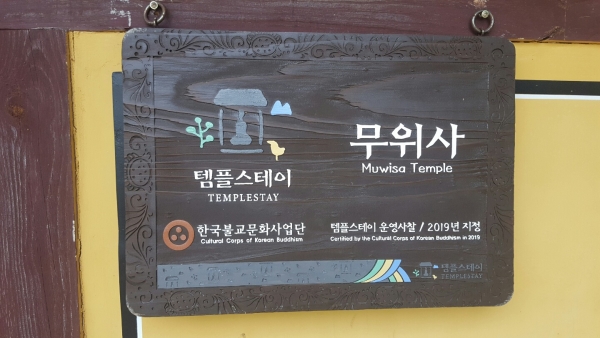 템플스테이
TEMPLESTAY
무위사
Muwisa Temple
한국불교문화사업단
Cultural Corps of Korean Buddhism
템플스테이 운영사찰 / 2019년 지정
Certified by the Cultural Corps of Korean Buddhism in 2019
템플스테이
TEMPLESTAY